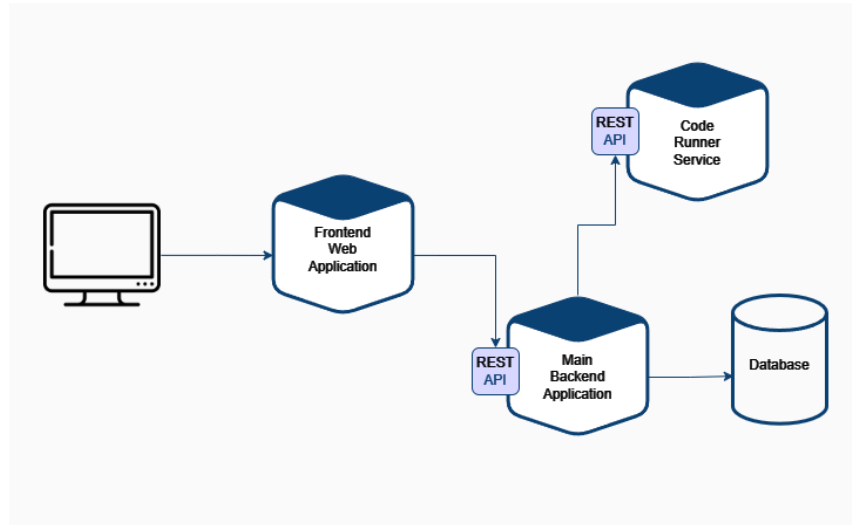 REST
API
Code
Runner
Service
Frontend
Web
Application
REST
API
Main
Backend
Application
Database